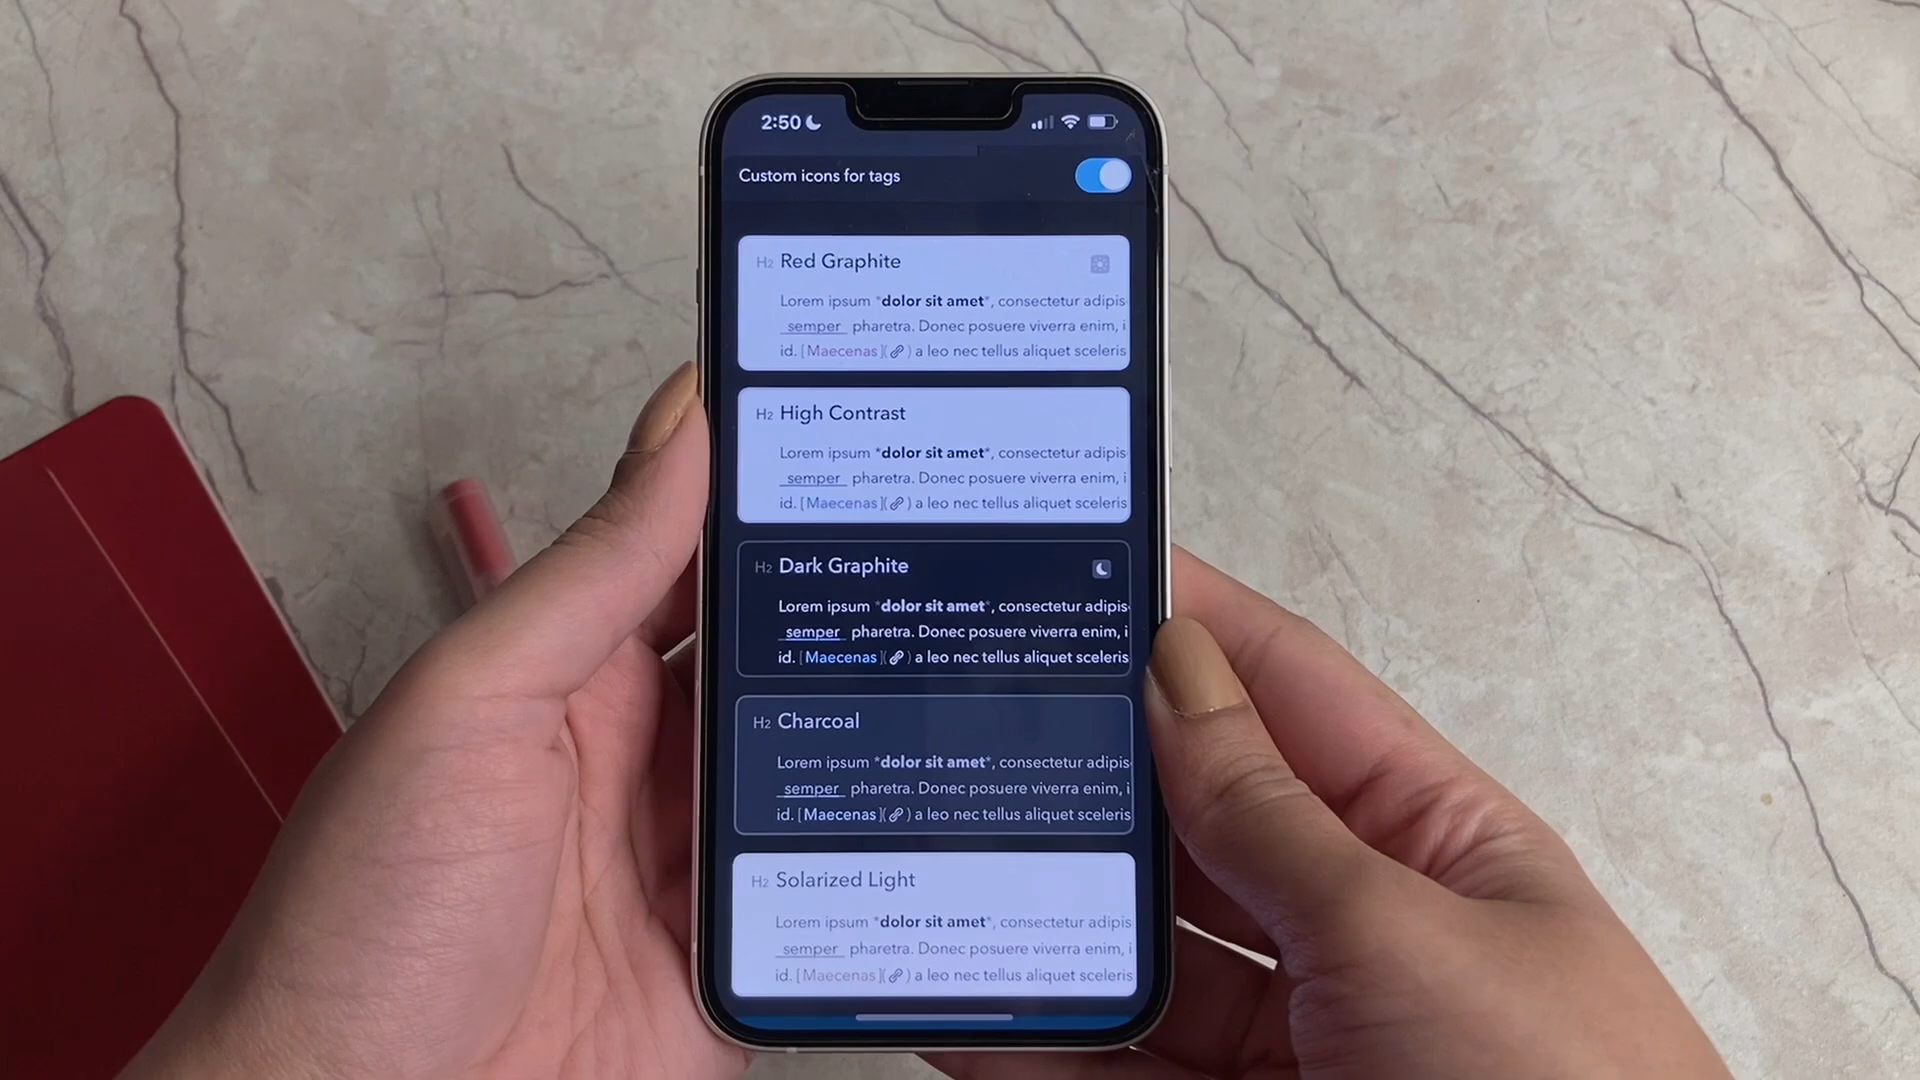 2:50
Custom icons for tags
H2 Red Graphite
Lorem ipsum *dolor sit amet*, consectetur adipis
_semper_ pharetra. Donec posuere viverra enim, i
id. [Maecenas]( ) a leo nec tellus aliquet sceleris
H2 High Contrast
Lorem ipsum *dolor sit amet*, consectetur adipis
_semper_ pharetra. Donec posuere viverra enim, i
id. [Maecenas]( ) a leo nec tellus aliquet sceleris
H2 Dark Graphite
Lorem ipsum *dolor sit amet*, consectetur adipis
_semper_ pharetra. Donec posuere viverra enim, i
id. [Maecenas]( ) a leo nec tellus aliquet sceleris
H2 Charcoal
Lorem ipsum *dolor sit amet*, consectetur adipis
_semper_ pharetra. Donec posuere viverra enim, i
id. [Maecenas]( ) a leo nec tellus aliquet sceleris
H2 Solarized Light
Lorem ipsum *dolor sit amet*, consectetur adipis
_semper_ pharetra. Donec posuere viverra enim, i
id. [Maecenas]( ) a leo nec tellus aliquet sceleris